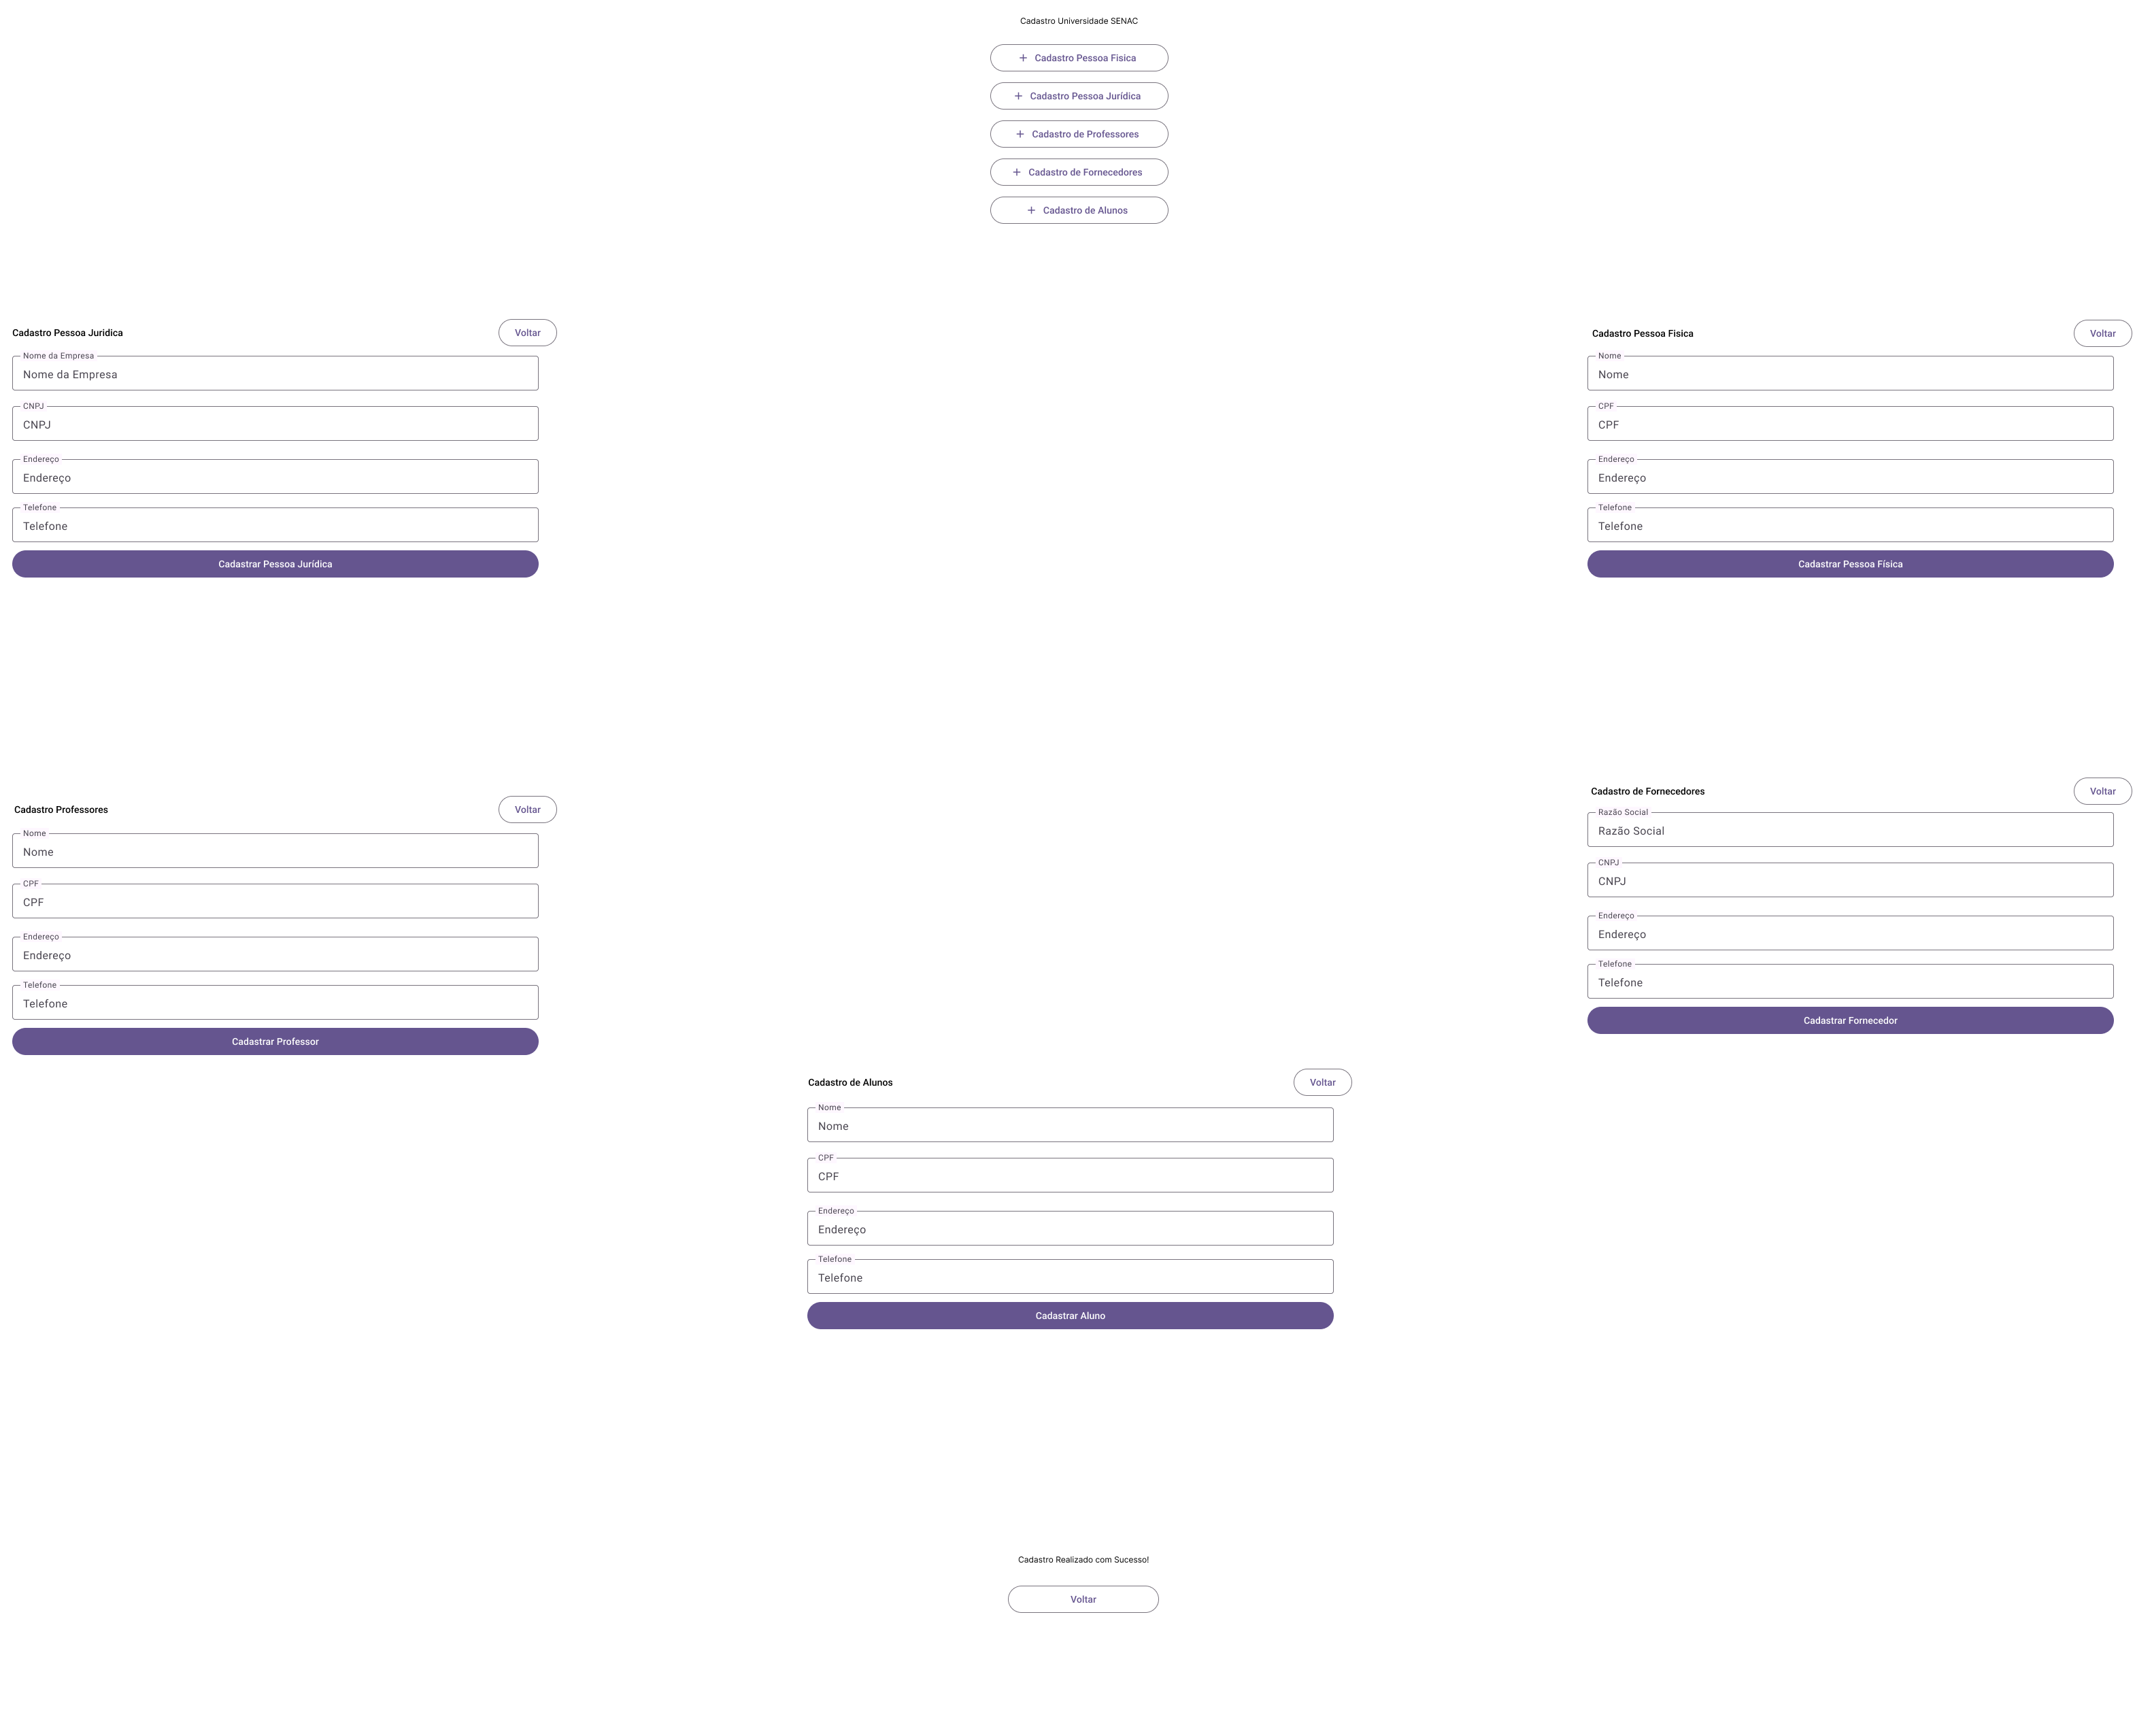 Cadastro Universidade SENAC
+ Cadastro Pessoa Fisica
+ Cadastro Pessoa Jurídica
+ Cadastro de Professores
+ Cadastro de Fornecedores
+ Cadastro de Alunos
Cadastro Pessoa Juridica
Voltar
Nome da Empresa
Nome da Empresa
CNPJ
CNPJ
Endereço
Endereço
Telefone
Telefone
Cadastrar Pessoa Jurídica
Cadastro Pessoa Fisica
Voltar
Nome
Nome
CPF
CPF
Endereço
Endereço
Telefone
Telefone
Cadastrar Pessoa Física
Cadastro Professores
Voltar
Nome
Nome
CPF
CPF
Endereço
Endereço
Telefone
Telefone
Cadastrar Professor
Cadastro de Fornecedores
Voltar
Razão Social
Razão Social
CNPJ
CNPJ
Endereço
Endereço
Telefone
Telefone
Cadastrar Fornecedor
Cadastro de Alunos
Voltar
Nome
Nome
CPF
CPF
Endereço
Endereço
Telefone
Telefone
Cadastrar Aluno
Cadastro Realizado com Sucesso!
Voltar